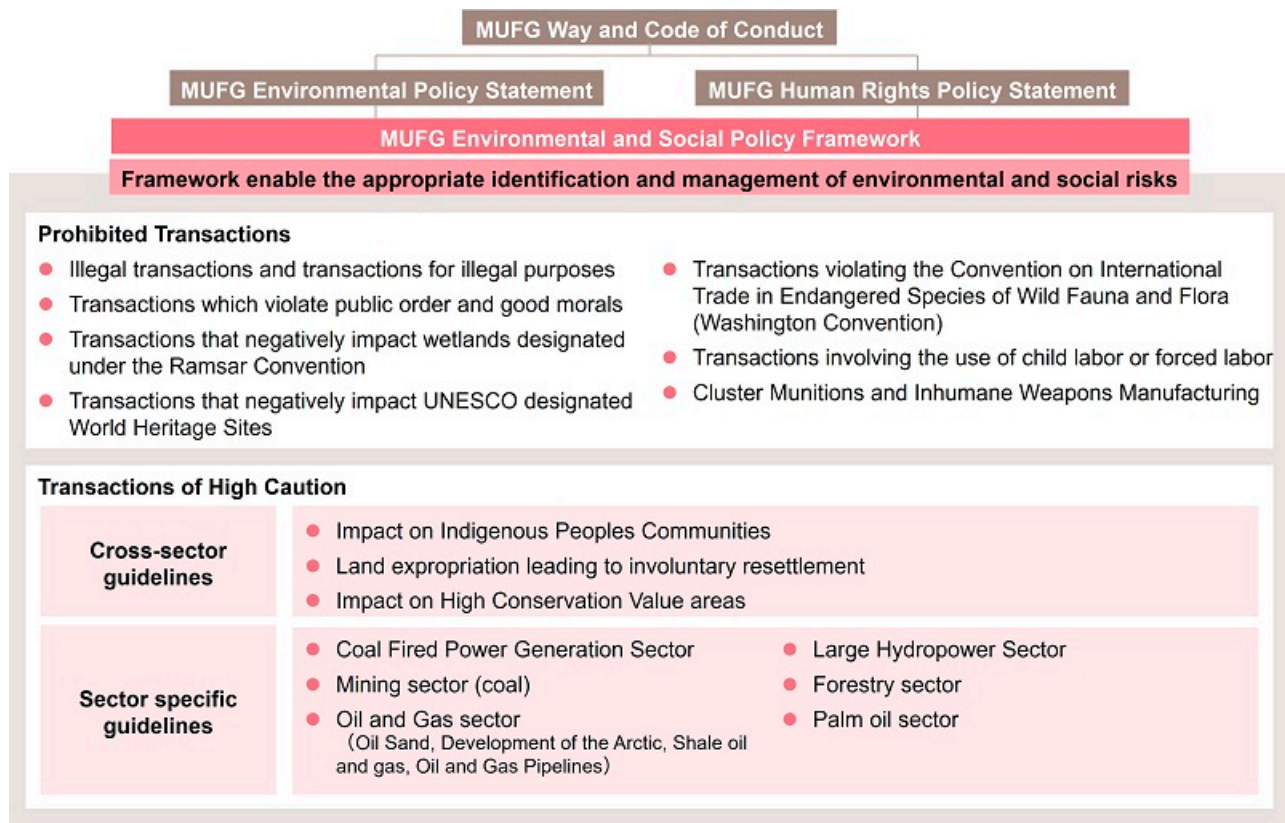 MUFG Way and Code of Conduct
MUFG Environmental Policy Statement
MUFG Human Rights Policy Statement
MUFG Environmental and Social Policy Framework
Framework enable the appropriate identification and management of environmental and social risks
Prohibited Transactions
● Illegal transactions and transactions for illegal purposes
● Transactions which violate public order and good morals
● Transactions that negatively impact wetlands designated
under the Ramsar Convention
● Transactions that negatively impact UNESCO designated
World Heritage Sites
● Transactions violating the Convention on International
Trade in Endangered Species of Wild Fauna and Flora
(Washington Convention)
● Transactions involving the use of child labor or forced labor
● Cluster Munitions and Inhumane Weapons Manufacturing
Transactions of High Caution
Cross-sector
guidelines
● Impact on Indigenous Peoples Communities
● Land expropriation leading to involuntary resettlement
● Impact on High Conservation Value areas
Sector specific
guidelines
● Coal Fired Power Generation Sector
● Mining sector (coal)
● Oil and Gas sector
（Oil Sand, Development of the Arctic, Shale oil
and gas, Oil and Gas Pipelines）
● Large Hydropower Sector
● Forestry sector
● Palm oil sector